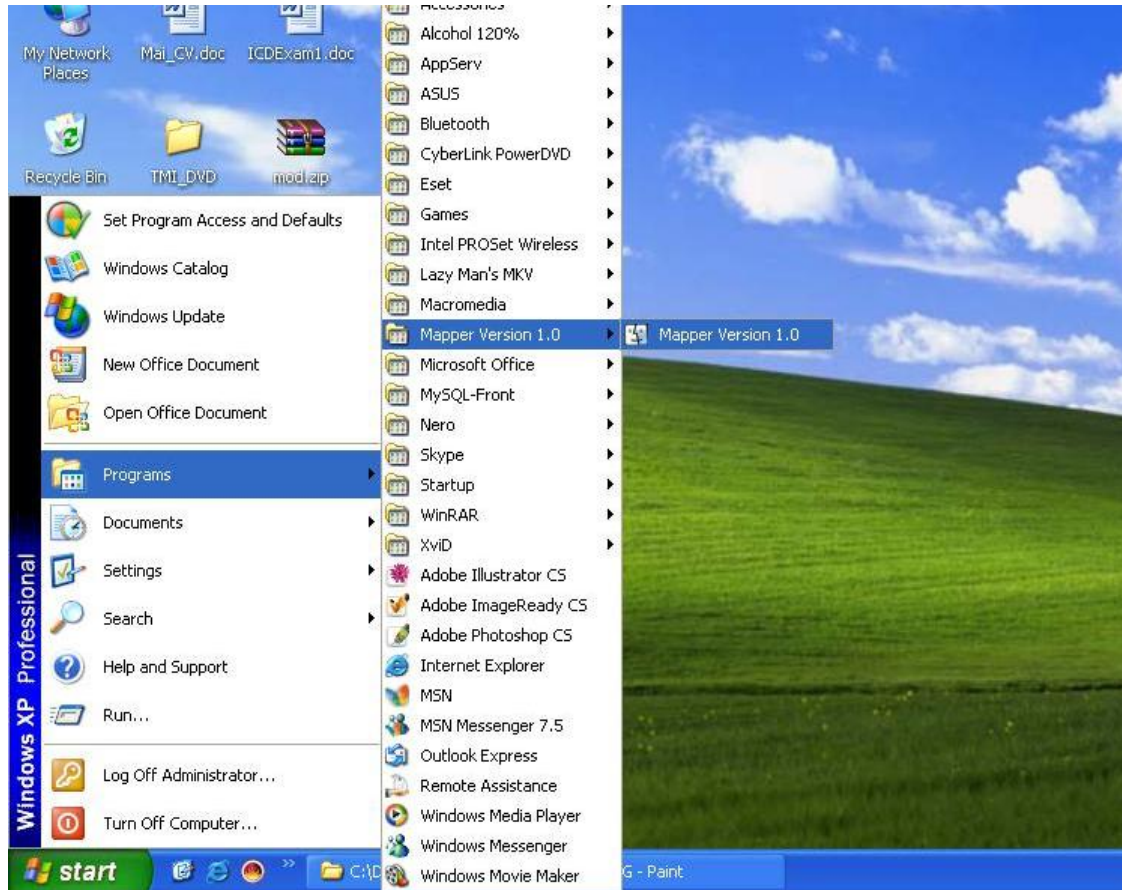 My Network
Places
Mai_CV.doc
ICDExam1.doc
Recycle Bin
TMI_DVD
mod.zip
Set Program Access and Defaults
Windows Catalog
Windows Update
New Office Document
Open Office Document
Programs
Documents
Settings
Search
Help and Support
Run...
Log Off Administrator...
Turn Off Computer...
Windows XP Professional
Accessories
Alcohol 120%
AppServ
ASUS
Bluetooth
CyberLink PowerDVD
Eset
Games
Intel PROSet Wireless
Lazy Man's MKV
Macromedia
Mapper Version 1.0
Microsoft Office
MySQL-Front
Nero
Skype
Startup
WinRAR
XviD
Adobe Illustrator CS
Adobe ImageReady CS
Adobe Photoshop CS
Internet Explorer
MSN
MSN Messenger 7.5
Outlook Express
Remote Assistance
Windows Media Player
Windows Messenger
Windows Movie Maker
Mapper Version 1.0
start
C:\D
G - Paint